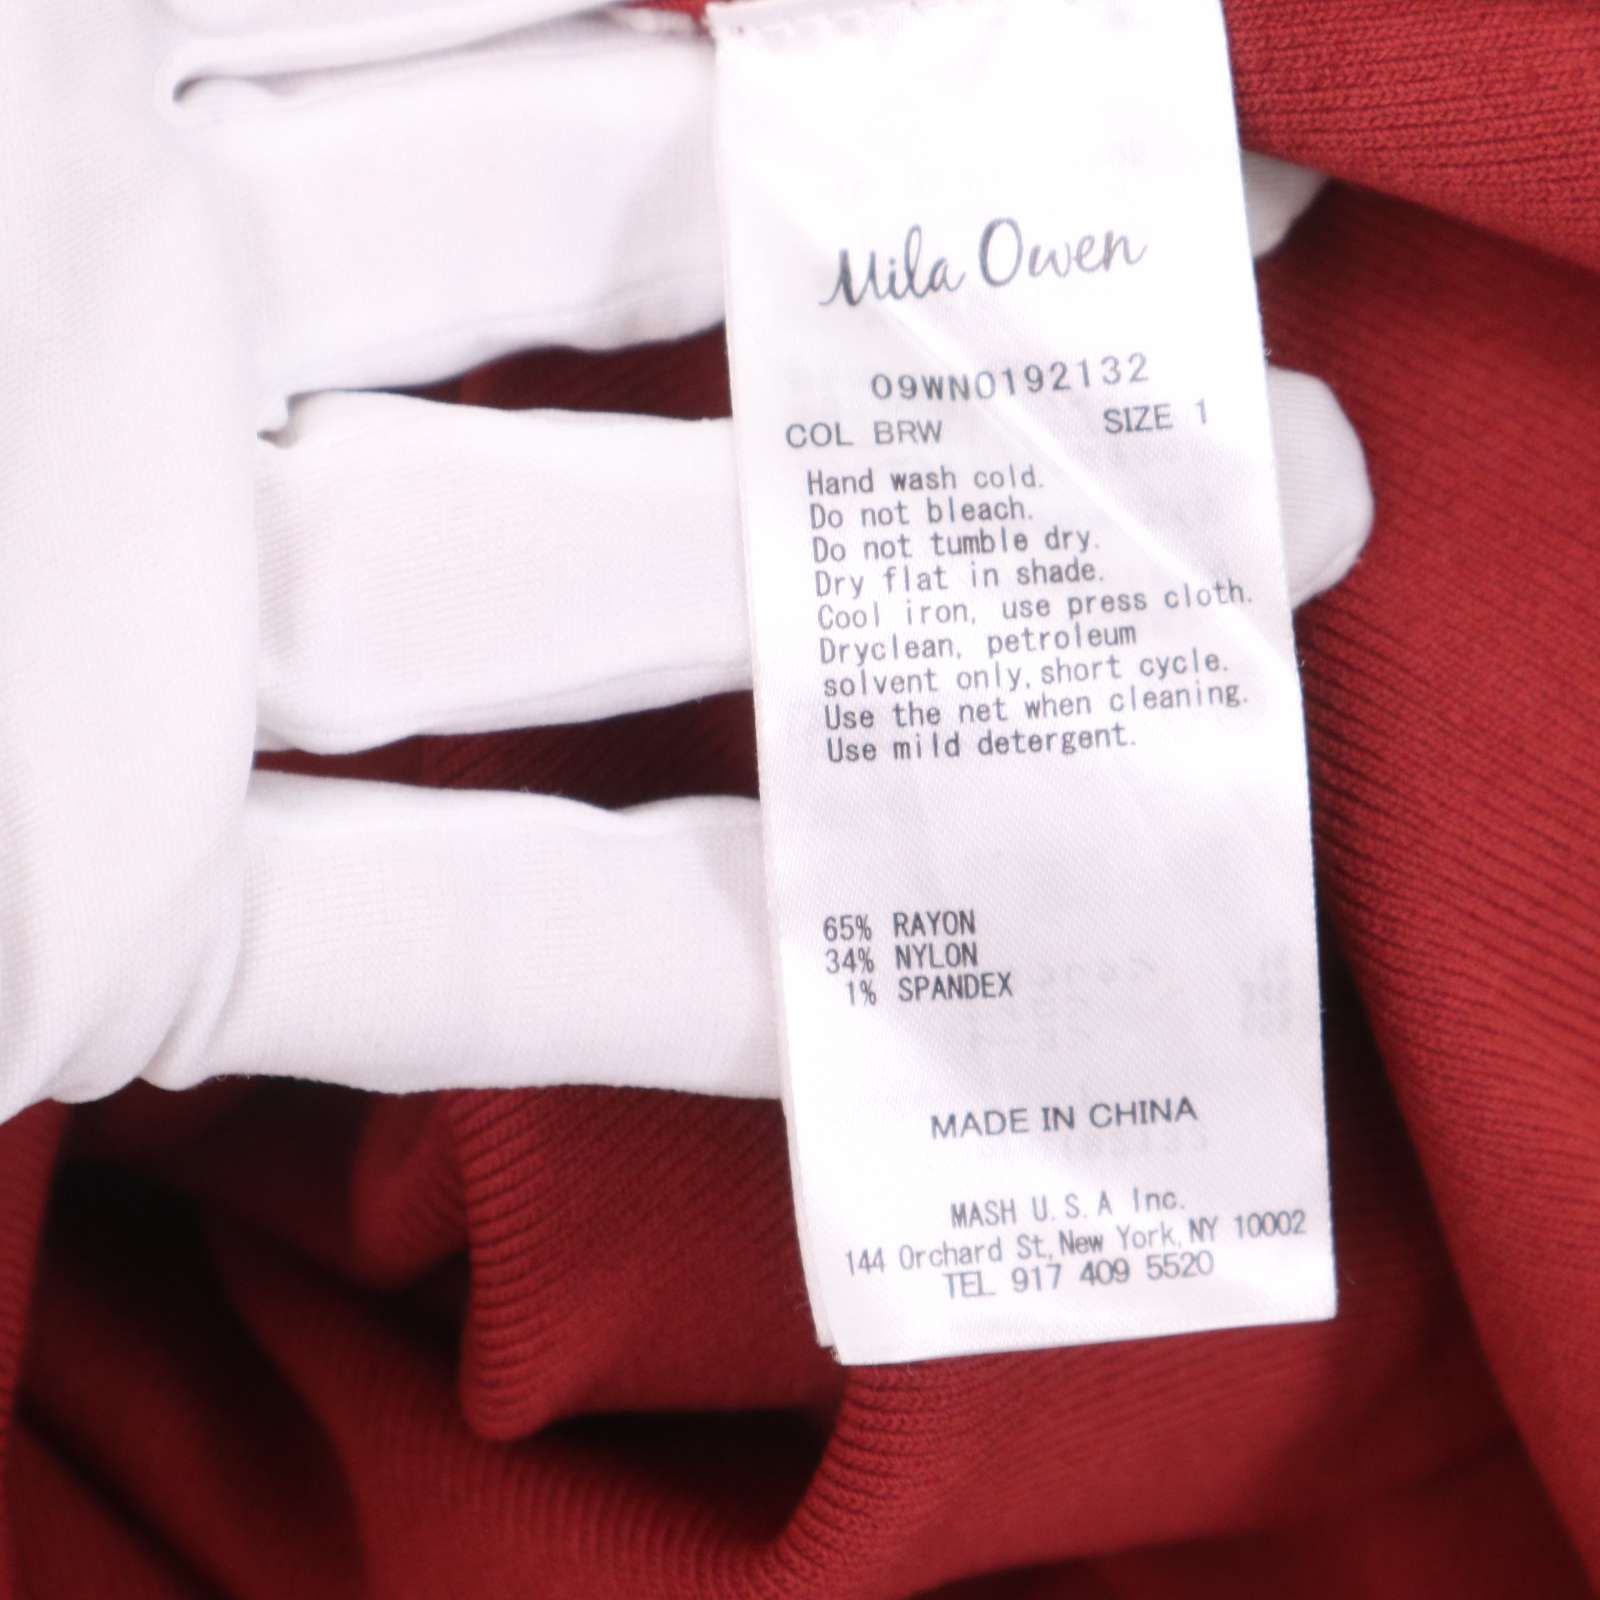 Mila Owen
09WN0192132
COL BRW SIZE 1
Hand wash cold.
Do not bleach.
Do not tumble dry.
Dry flat in shade.
Cool iron, use press cloth.
Dryclean, petroleum
solvent only, short cycle.
Use the net when cleaning.
Use mild detergent.
65% RAYON
34% NYLON
1% SPANDEX
MADE IN CHINA
MASH U.S.A Inc.
144 Orchard St, New York, NY 10002
TEL 917 409 5520